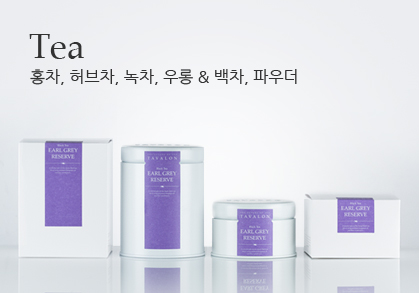 Tea
홍차, 허브차, 녹차, 우롱 & 백차, 파우더
EARL GREY
RESERVE
TAVALON
EARL GREY
RESERVE
TAVALON
EARL GREY
RESERVE
EARL GREY
RESERVE